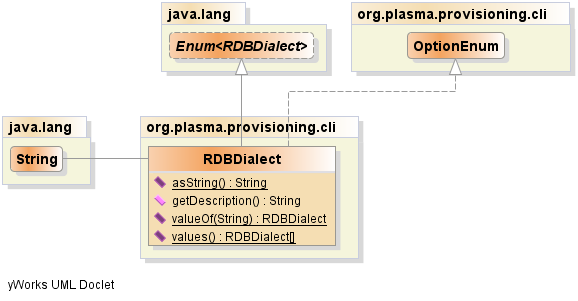 java.lang
org.plasma.provisioning.cli
Enum<RDBDialect>
OptionEnum
java.lang
org.plasma.provisioning.cli
String
RDBDialect
asString() : String
getDescription() : String
valueOf(String) : RDBDialect
values() : RDBDialect[]
yWorks UML Doclet